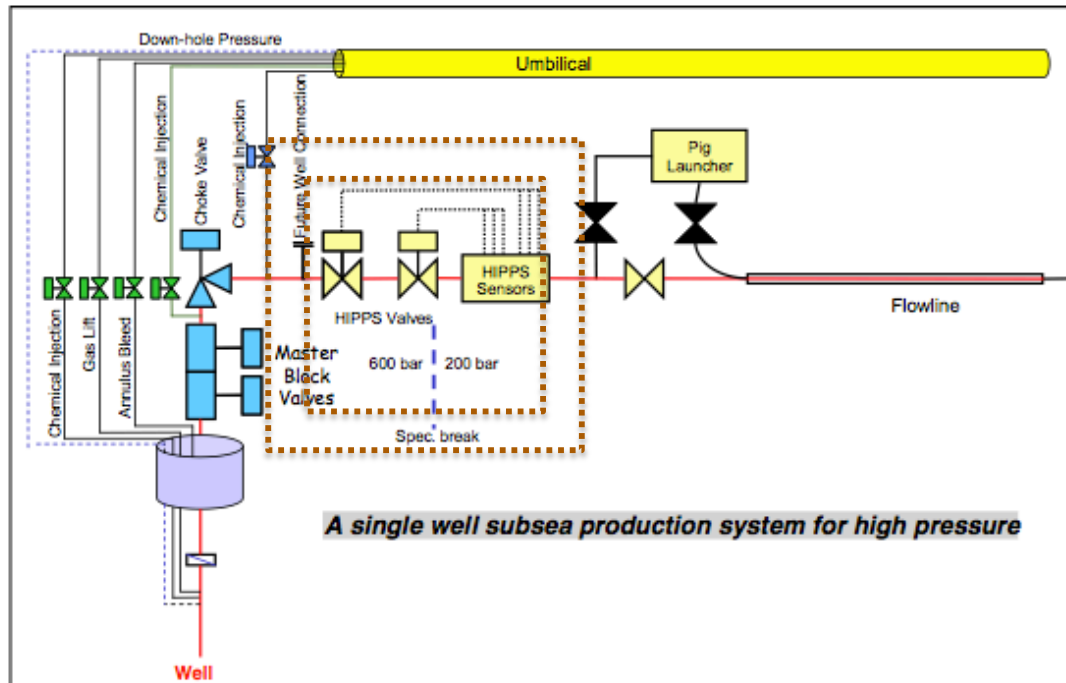 Down-hole Pressure
Umbilical
Chemical Injection
Choke Valve
Chemical Injection
Future Well Connection
Pig
Launcher
HIPPS
Sensors
HIPPS Valves
Flowline
Chemical Injection
Gas Lift
Annulus Bleed
Master
Block
Valves
600 bar
200 bar
Spec. break
A single well subsea production system for high pressure
Well